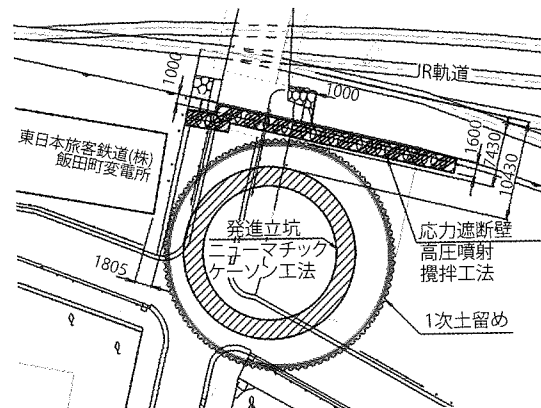 JR軌道
1000
1000
東日本旅客鉄道(株)
飯田町変電所
1600
7430
10430
発進立坑
ニューマチック
ケーソン工法
応力遮断壁
高圧噴射
攪拌工法
1805
1次土留め